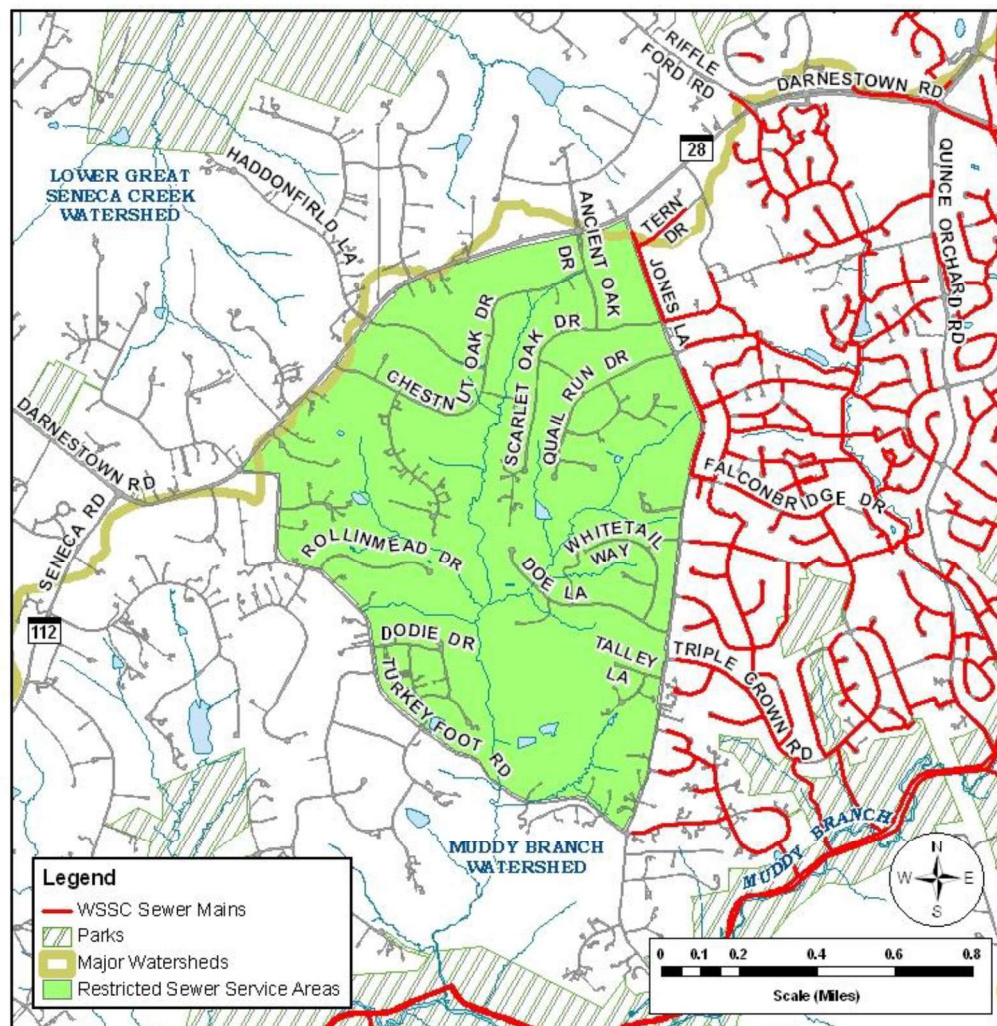 RIFFLE
FORD RD
DARNESTOWN RD
28
LOWER GREAT
SENECA CREEK
WATERSHED
HADDONFIRLD LA
ANCIENT OAK
DR
TERN
DR
JONES LA
QUINCE ORCHARD RD
CHESTN
UT OAK DR
SCARLET OAK DR
QUAIL RUN DR
DARNESTOWN RD
SENECA RD
112
FALCONBRIDGE DR
ROLLINMEAD DR
WHITETAIL
WAY
DOE LA
DODIE DR
TALLEY
LA
TRIPLE CROWN RD
TURKEY FOOT RD
MUDDY BRANCH
WATERSHED
MUDDY BRANCH
N
W E
S
Legend
WSSC Sewer Mains
Parks
Major Watersheds
Restricted Sewer Service Areas
0 0.1 0.2 0.4 0.6 0.8
Scale (Miles)